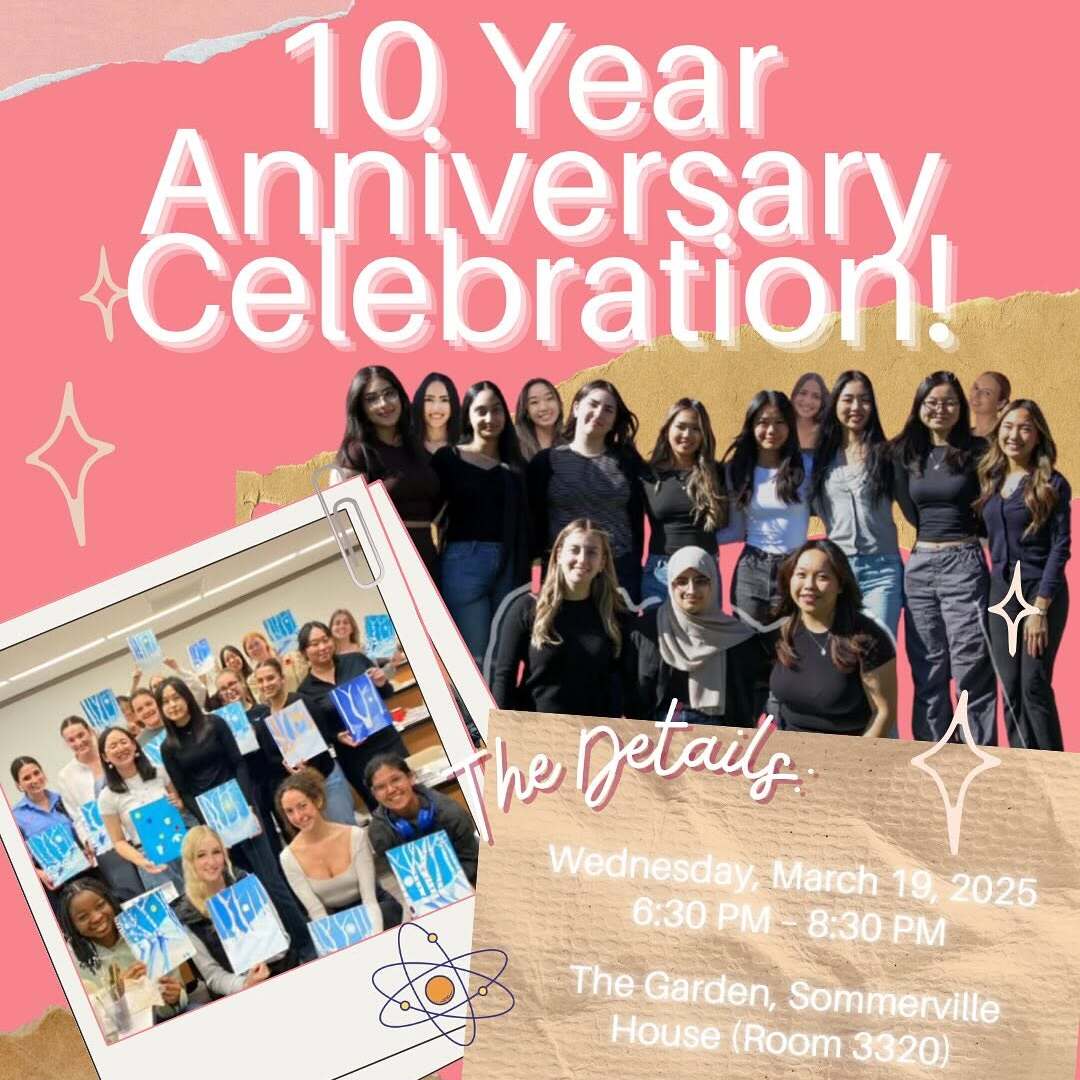 10 Year
Anniversary
Celebration!
The Details:
Wednesday, March 19, 2025
6:30 PM – 8:30 PM
The Garden, Sommerville
House (Room 3320)